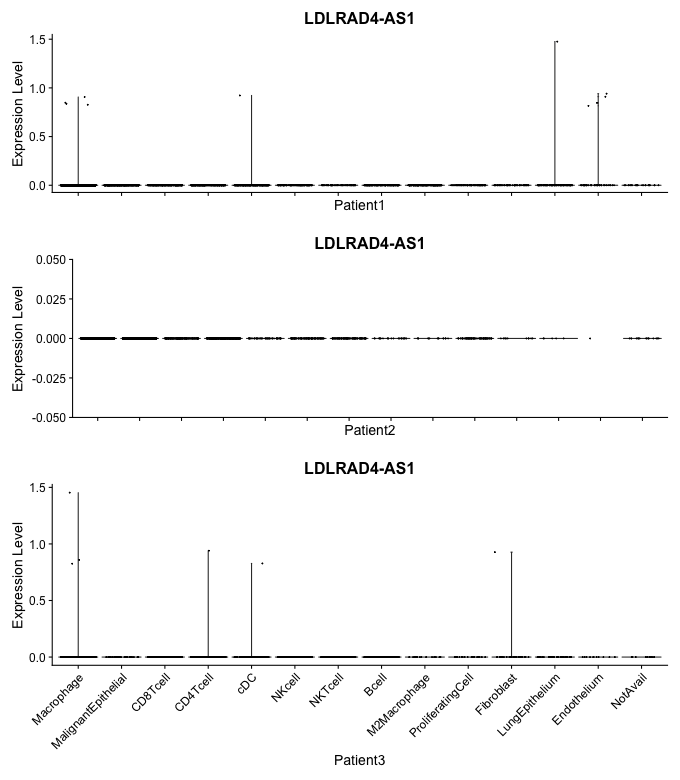 LDLRAD4-AS1
Expression Level
1.5
1.0
0.5
0.0
Patient1
LDLRAD4-AS1
Expression Level
0.050
0.025
0.000
-0.025
-0.050
Patient2
LDLRAD4-AS1
Expression Level
1.5
1.0
0.5
0.0
Macrophage
MalignantEpithelial
CD8Tcell
CD4Tcell
cDC
NKcell
NKTcell
Bcell
M2Macrophage
ProliferatingCell
Fibroblast
LungEpithelium
Endothelium
NotAvail
Patient3